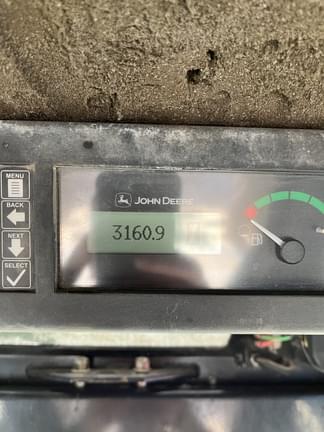 MENU
BACK
NEXT
SELECT
JOHN DEERE
3160.9